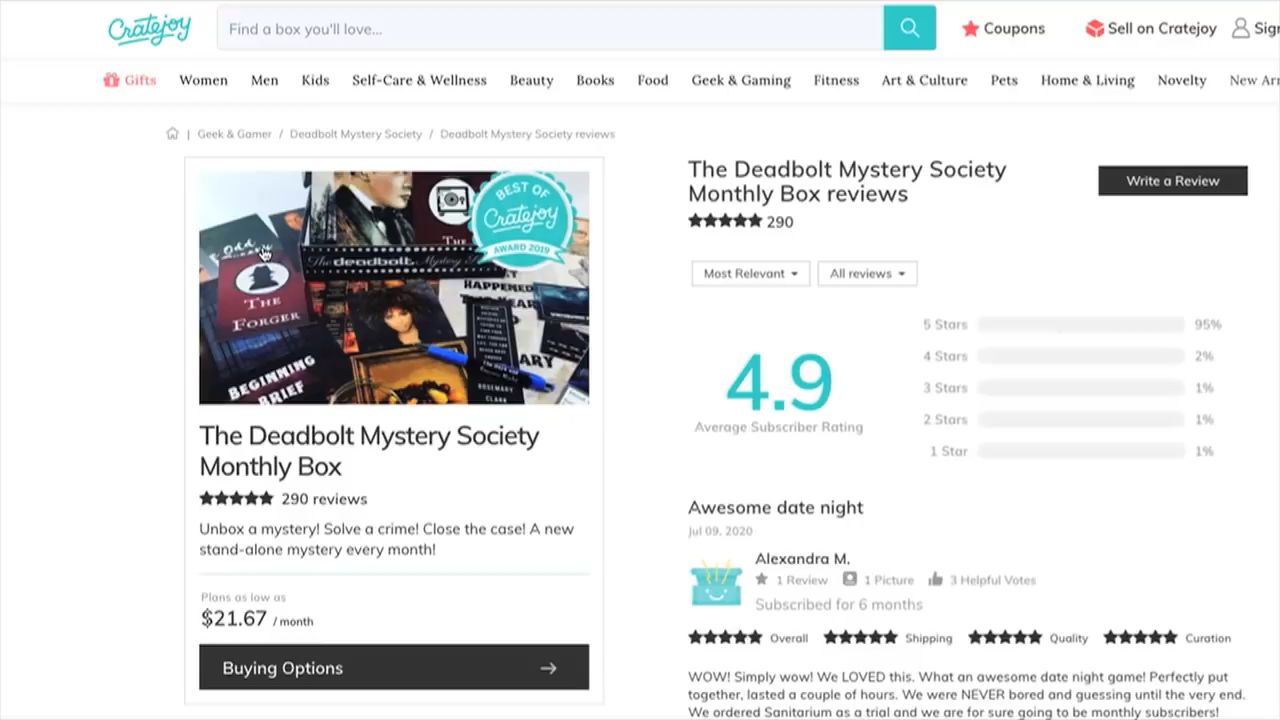 Cratejoy
Find a box you'll love...
Coupons
Sell on Cratejoy
Gifts
Women
Men
Kids
Self-Care & Wellness
Beauty
Books
Food
Geek & Gaming
Fitness
Art & Culture
Pets
Home & Living
Novelty
| Geek & Gamer / Deadbolt Mystery Society / Deadbolt Mystery Society reviews
BEST OF
Cratejoy
AWARD 2019
The
The deadbolt. Mystery
THE
FORGER
HAPPENED
BEGINNING
BRIEF
ROSEMARY
CLARK
The Deadbolt Mystery Society
Monthly Box
290 reviews
Unbox a mystery! Solve a crime! Close the case! A new
stand-alone mystery every month!
Plans as low as
$21.67 / month
Buying Options
The Deadbolt Mystery Society
Monthly Box reviews
290
Write a Review
Most Relevant
All reviews
4.9
Average Subscriber Rating
5 Stars 95%
4 Stars 2%
3 Stars 1%
2 Stars 1%
1 Star 1%
Awesome date night
Jul 09, 2020
Alexandra M.
1 Review 1 Picture 3 Helpful Votes
Subscribed for 6 months
Overall Shipping Quality Curation
WOW! Simply wow! We LOVED this. What an awesome date night game! Perfectly put
together, lasted a couple of hours. We were NEVER bored and guessing until the very end.
We ordered Sanitarium as a trial and we are for sure going to be monthly subscribers!